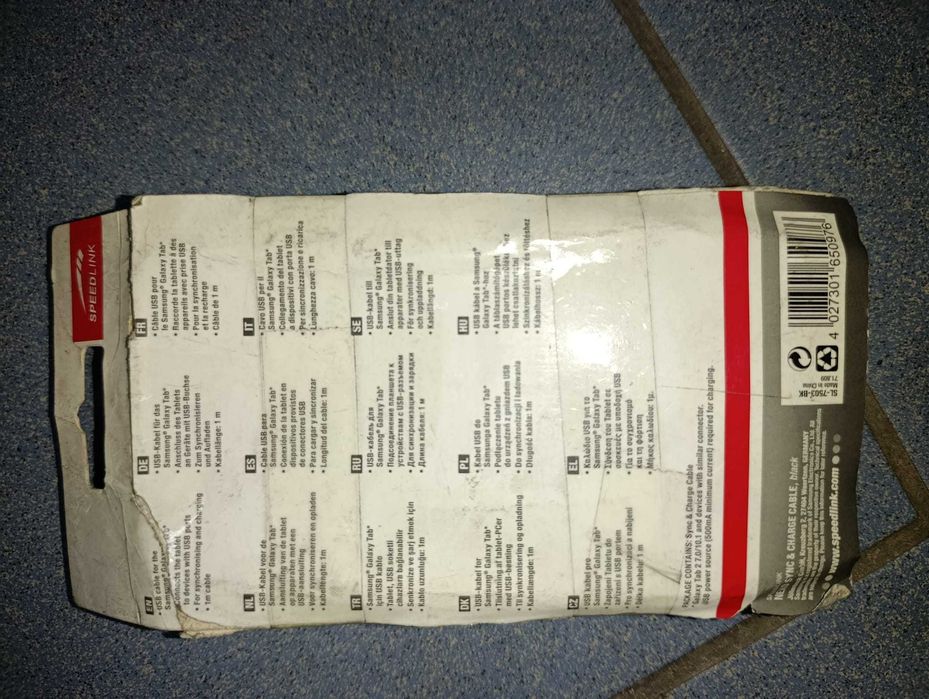 SPEEDLINK
EN
• USB cable for the
Samsung® Galaxy Tab*
connects the tablet
to devices with USB ports
• For synchronising and charging
• 1m cable
DE
• USB-Kabel für das
Samsung® Galaxy Tab*
• Anschluss des Tablets
an Geräte mit USB-Buchse
• Zum Synchronisieren
und Aufladen
• Kabellänge: 1 m
FR
• Câble USB pour
le Samsung® Galaxy Tab*
• Raccorde la tablette à des
appareils avec prise USB
• Pour la synchronisation
et la recharge
• Câble de 1 m
NL
• USB-Kabel voor de
Samsung® Galaxy Tab*
• Aansluiting van de tablet
op apparaten met een
USB-aansluiting
• Voor synchroniseren en opladen
• Kabellengte: 1m
ES
• Cable USB para
Samsung® Galaxy Tab*
• Conexión de la tablet en
dispositivos provistos
de conectores USB
• Para cargar y sincronizar
• Longitud del cable: 1m
IT
• Cavo USB per il
Samsung® Galaxy Tab*
• Collegamento del tablet
a dispositivi con porta USB
• Per sincronizzazione e ricarica
• Lunghezza cavo: 1 m
TR
• Samsung® Galaxy Tab*
için USB kablo
• Tablet, USB soketli
cihazların bağlanabilir
• Senkronize ve şarj etmek için
• Kablo uzunluğu: 1m
RU
• USB-кабель для
Samsung® Galaxy Tab*
• Подсоединение планшета к
устройствам с USB-разъемом
• Для синхронизации и зарядки
• Длина кабеля: 1 м
SE
• USB-kabel till
Samsung® Galaxy Tab*
• Anslut din tabletdator till
apparater med USB-uttag
• För synkronisering
och uppladdning
• Kabellängd: 1m
DK
• USB-kabel for
Samsung® Galaxy Tab*
• Tilslutning af tablet-PCer
med USB-bøsning
• Til synkronisering og opladning
• Kabellængde: 1m
PL
• Kabel USB do
Samsunga Galaxy Tab*
• Podłączenie tabletu
do urządzeń z gniazdem USB
• Do synchronizacji i ładowania
• Długość kabla: 1m
HU
• USB kábel a Samsung®
Galaxy Tab*-hoz
• A táblaszámítógépet
USB portos
lehet csatlakoztatni
• Szinkronizáláshoz és töltéshez
• Kábelhossz: 1 m
CZ
• USB kabel pro
Samsung® Galaxy Tab*
• Zapojení Tabletu do
zařízení USB portem
• Pro synchronizaci a nabíjení
• Délka kabelu: 1 m
EL
• Καλώδιο USB για το
Samsung® Galaxy Tab*
• Σύνδεση του Tablet σε
συσκευές με υποδοχή USB
• Για το συγχρονισμό
και τη φόρτιση
• Μήκος καλωδίου: 1μ.
PACKAGE CONTAINS: Sync & Charge Cable
*Galaxy Tab 2 7.0/10.1 and devices with similar connector.
USB power source (500mA minimum current) required for charging.
SYNC & CHARGE CABLE, black
27404 Weertzen, GERMANY
www.speedlink.com
SL-7503-BK
Made in China
71.809
4 027301 650976